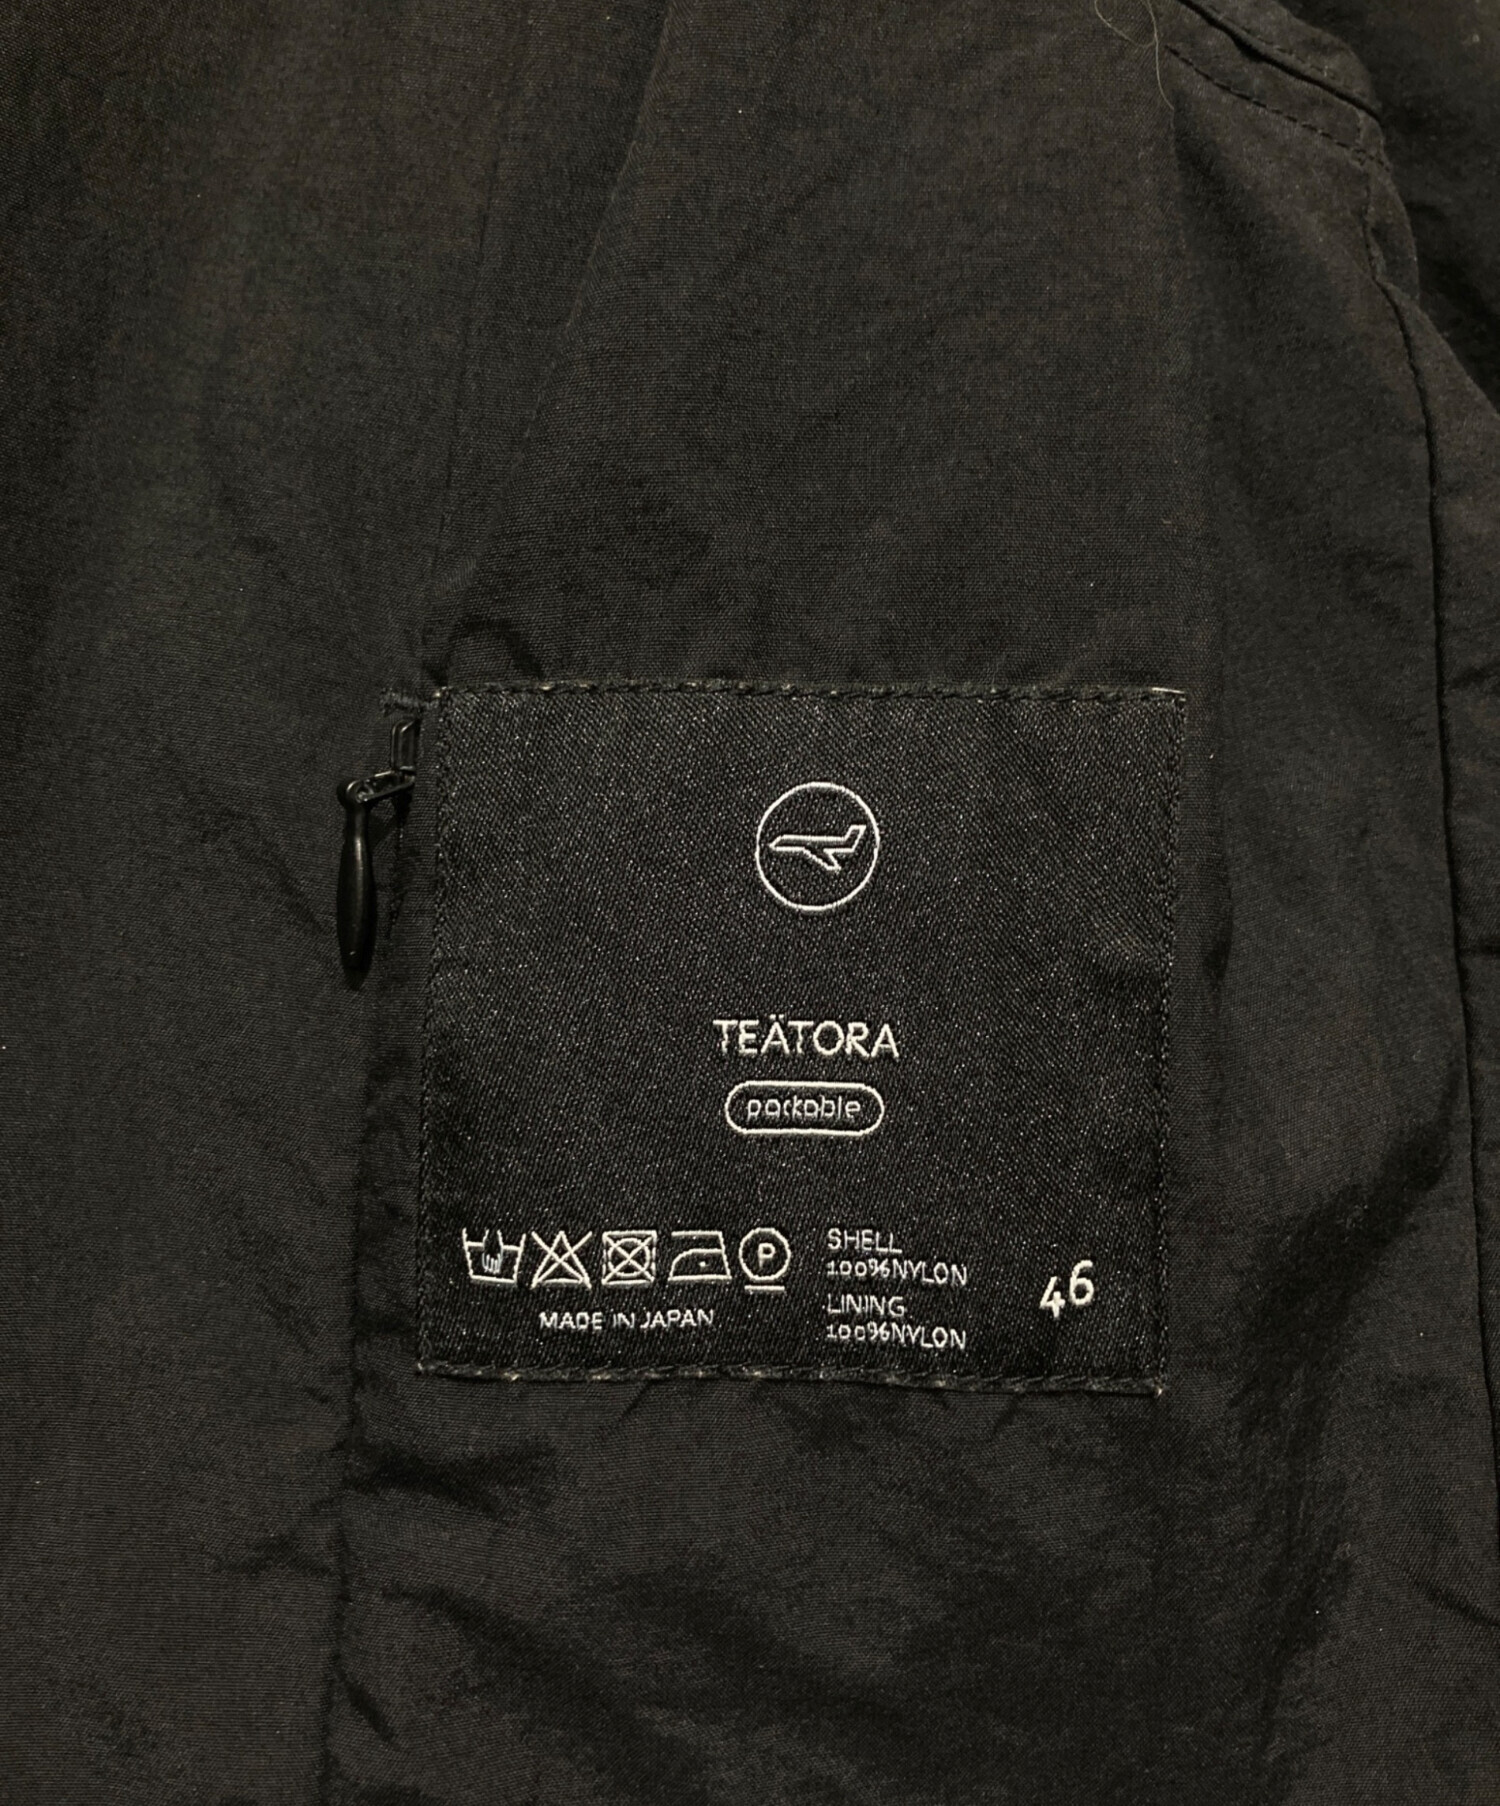 TEÄTORA
packable
P
SHELL
100%NYLON
LINING
100%NYLON
46
MADE IN JAPAN